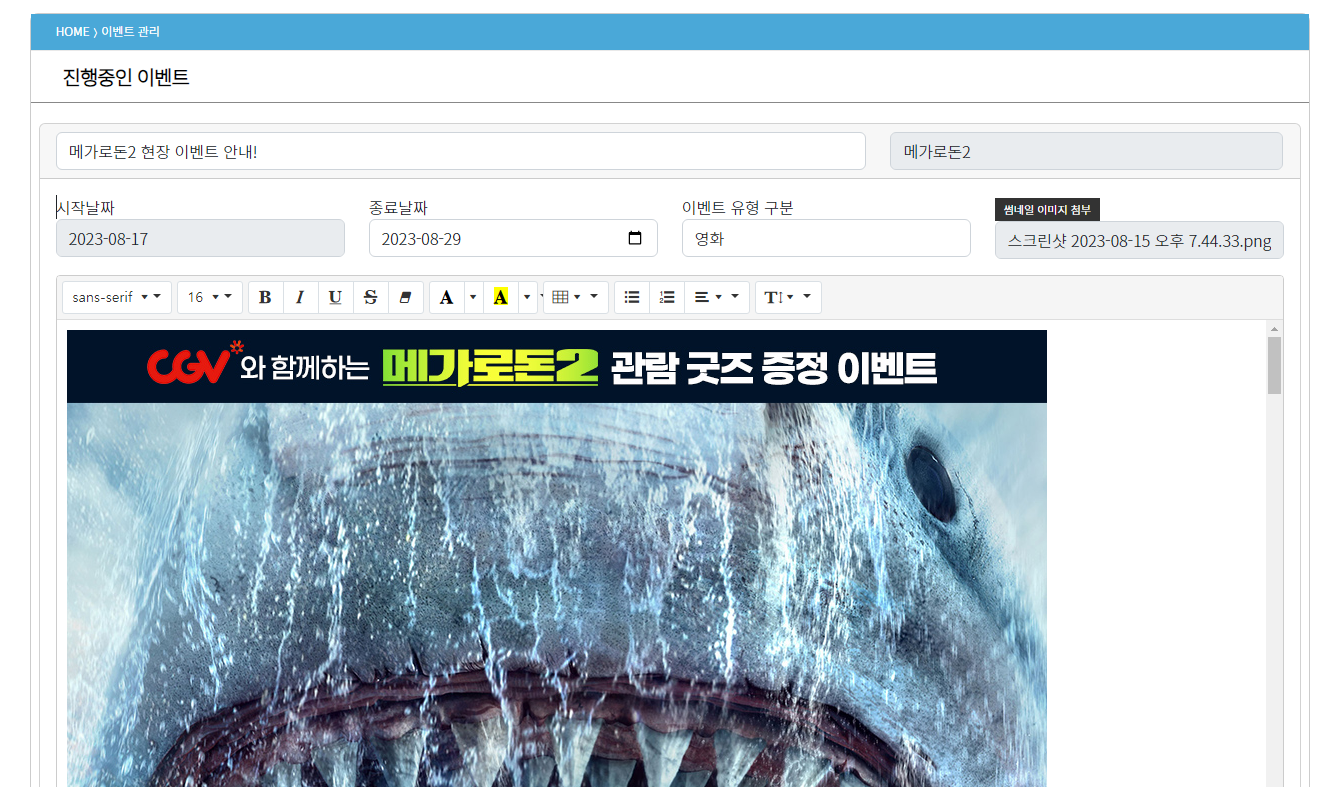 HOME 〉 이벤트 관리
진행중인 이벤트
메가로돈2 현장 이벤트 안내!
메가로돈2
시작날짜
종료날짜
이벤트 유형 구분
썸네일 이미지 첨부
2023-08-17
2023-08-29
영화
스크린샷 2023-08-15 오후 7.44.33.png
sans-serif
16
B
I
U
S
A
A
T
CGV와 함께하는 메가로돈2 관람 굿즈 증정 이벤트